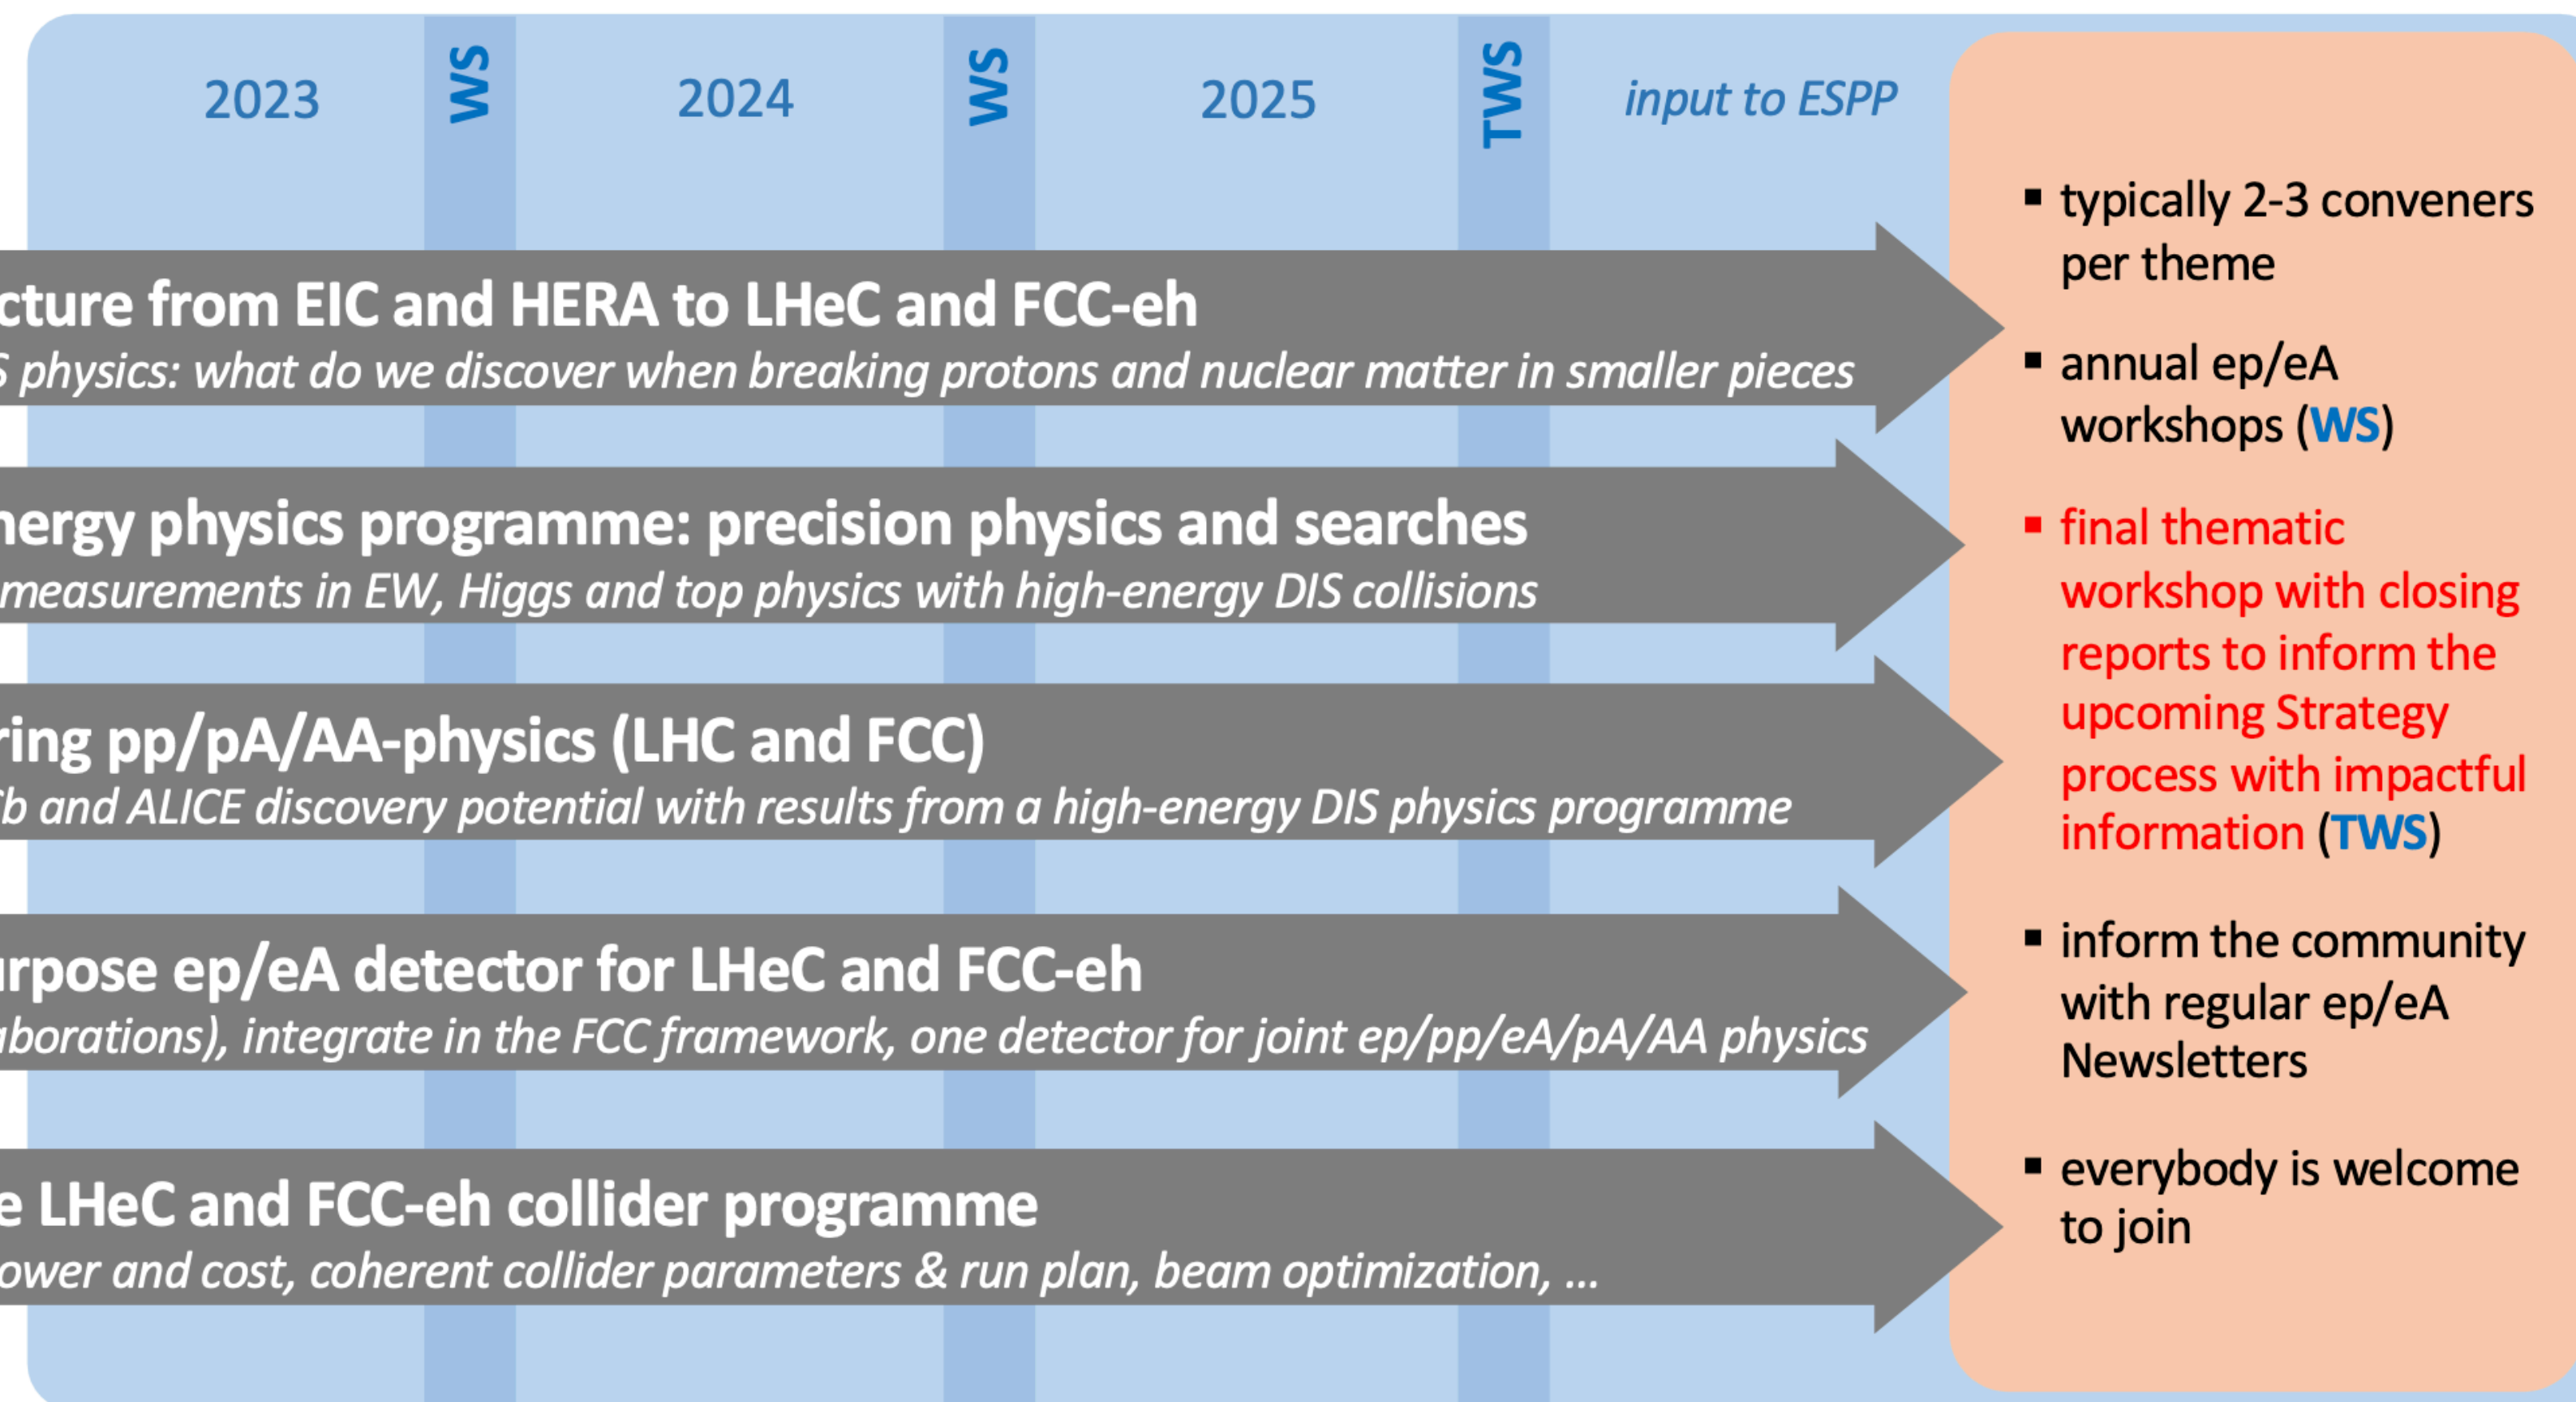 2023
WS
2024
WS
2025
TWS
input to ESPP
cture from EIC and HERA to LHeC and FCC-eh
S physics: what do we discover when breaking protons and nuclear matter in smaller pieces
nergy physics programme: precision physics and searches
measurements in EW, Higgs and top physics with high-energy DIS collisions
ring pp/pA/AA-physics (LHC and FCC)
b and ALICE discovery potential with results from a high-energy DIS physics programme
urpose ep/eA detector for LHeC and FCC-eh
aborations), integrate in the FCC framework, one detector for joint ep/pp/eA/pA/AA physics
e LHeC and FCC-eh collider programme
ower and cost, coherent collider parameters & run plan, beam optimization, ...
▪ typically 2-3 conveners
per theme
▪ annual ep/eA
workshops (WS)
▪ final thematic
workshop with closing
reports to inform the
upcoming Strategy
process with impactful
information (TWS)
▪ inform the community
with regular ep/eA
Newsletters
▪ everybody is welcome
to join